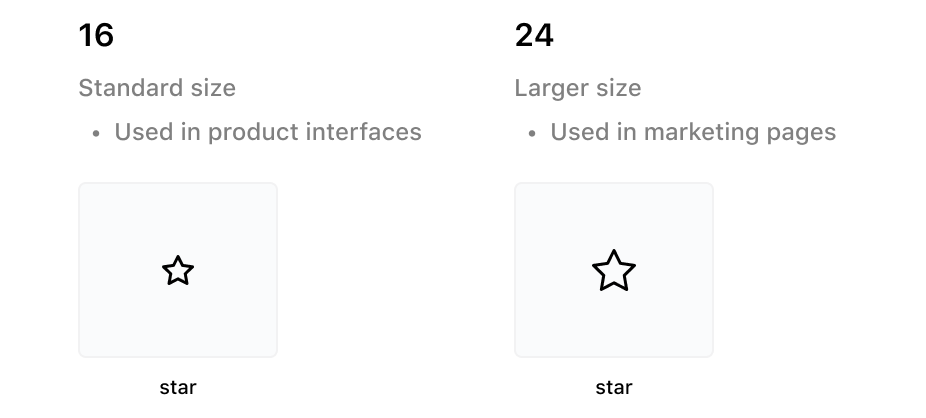 16
Standard size
• Used in product interfaces
star
24
Larger size
• Used in marketing pages
star